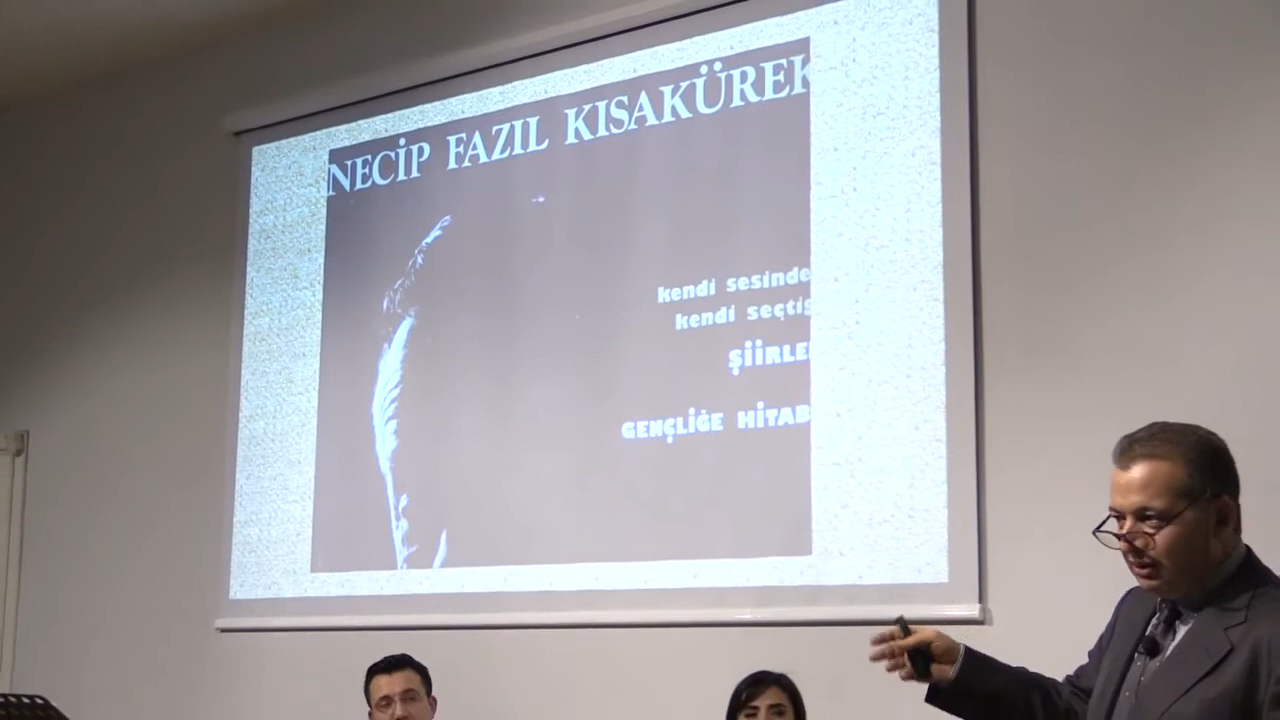 NECİP FAZIL KISAKÜREK
kendi sesinde
kendi seçtiğ
ŞİİRLE
GENÇLİĞE HİTAB